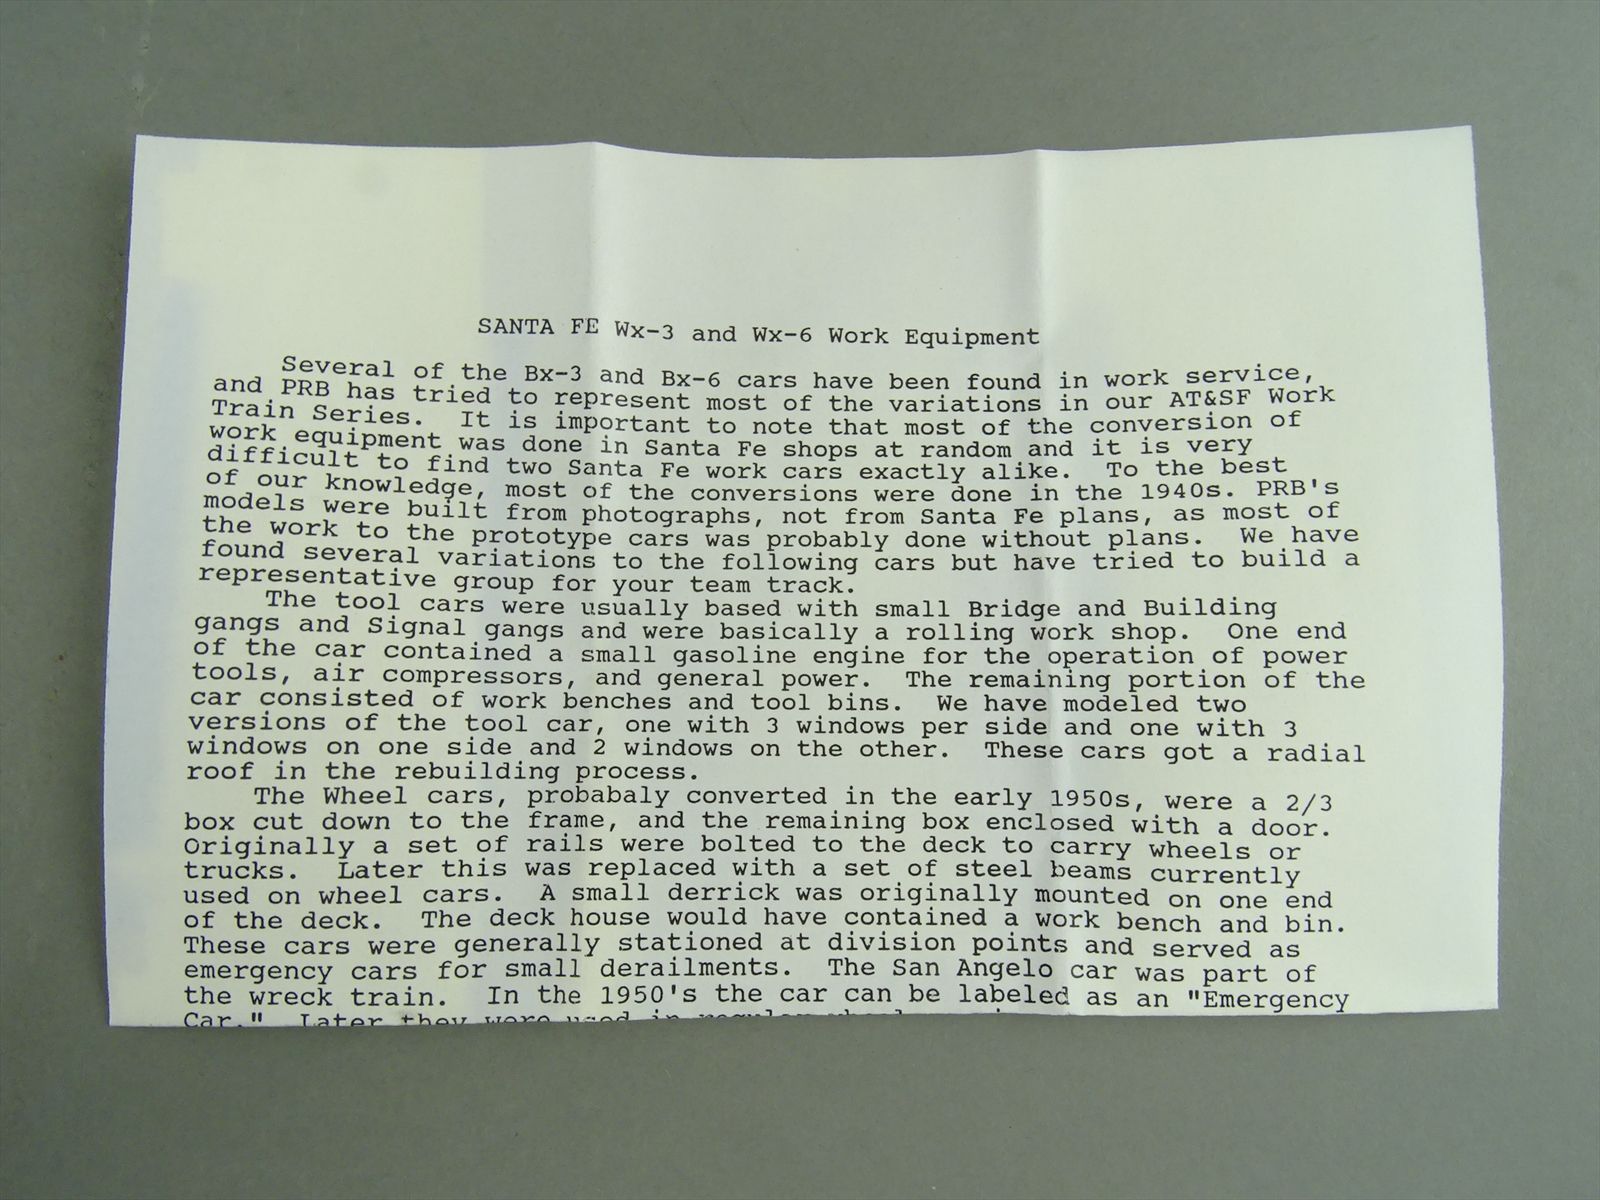 SANTA FE Wx-3 and Wx-6 Work Equipment
Several of the Bx-3 and Bx-6 cars have been found in work service,
and PRB has tried to represent most of the variations in our AT&SF Work
Train Series. It is important to note that most of the conversion of
work equipment was done in Santa Fe shops at random and it is very
difficult to find two Santa Fe work cars exactly alike. To the best
of our knowledge, most of the conversions were done in the 1940s. PRB's
models were built from photographs, not from Santa Fe plans, as most of
the work to the prototype cars was probably done without plans. We have
found several variations to the following cars but have tried to build a
representative group for your team track.
The tool cars were usually based with small Bridge and Building
gangs and Signal gangs and were basically a rolling work shop. One end
of the car contained a small gasoline engine for the operation of power
tools, air compressors, and general power. The remaining portion of the
car consisted of work benches and tool bins. We have modeled two
versions of the tool car, one with 3 windows per side and one with 3
windows on one side and 2 windows on the other. These cars got a radial
roof in the rebuilding process.
The Wheel cars, probabaly converted in the early 1950s, were a 2/3
box cut down to the frame, and the remaining box enclosed with a door.
Originally a set of rails were bolted to the deck to carry wheels or
trucks. Later this was replaced with a set of steel beams currently
used on wheel cars. A small derrick was originally mounted on one end
of the deck. The deck house would have contained a work bench and bin.
These cars were generally stationed at division points and served as
emergency cars for small derailments. The San Angelo car was part of
the wreck train. In the 1950's the car can be labeled as an "Emergency
Car." Later they were used in regular wheel